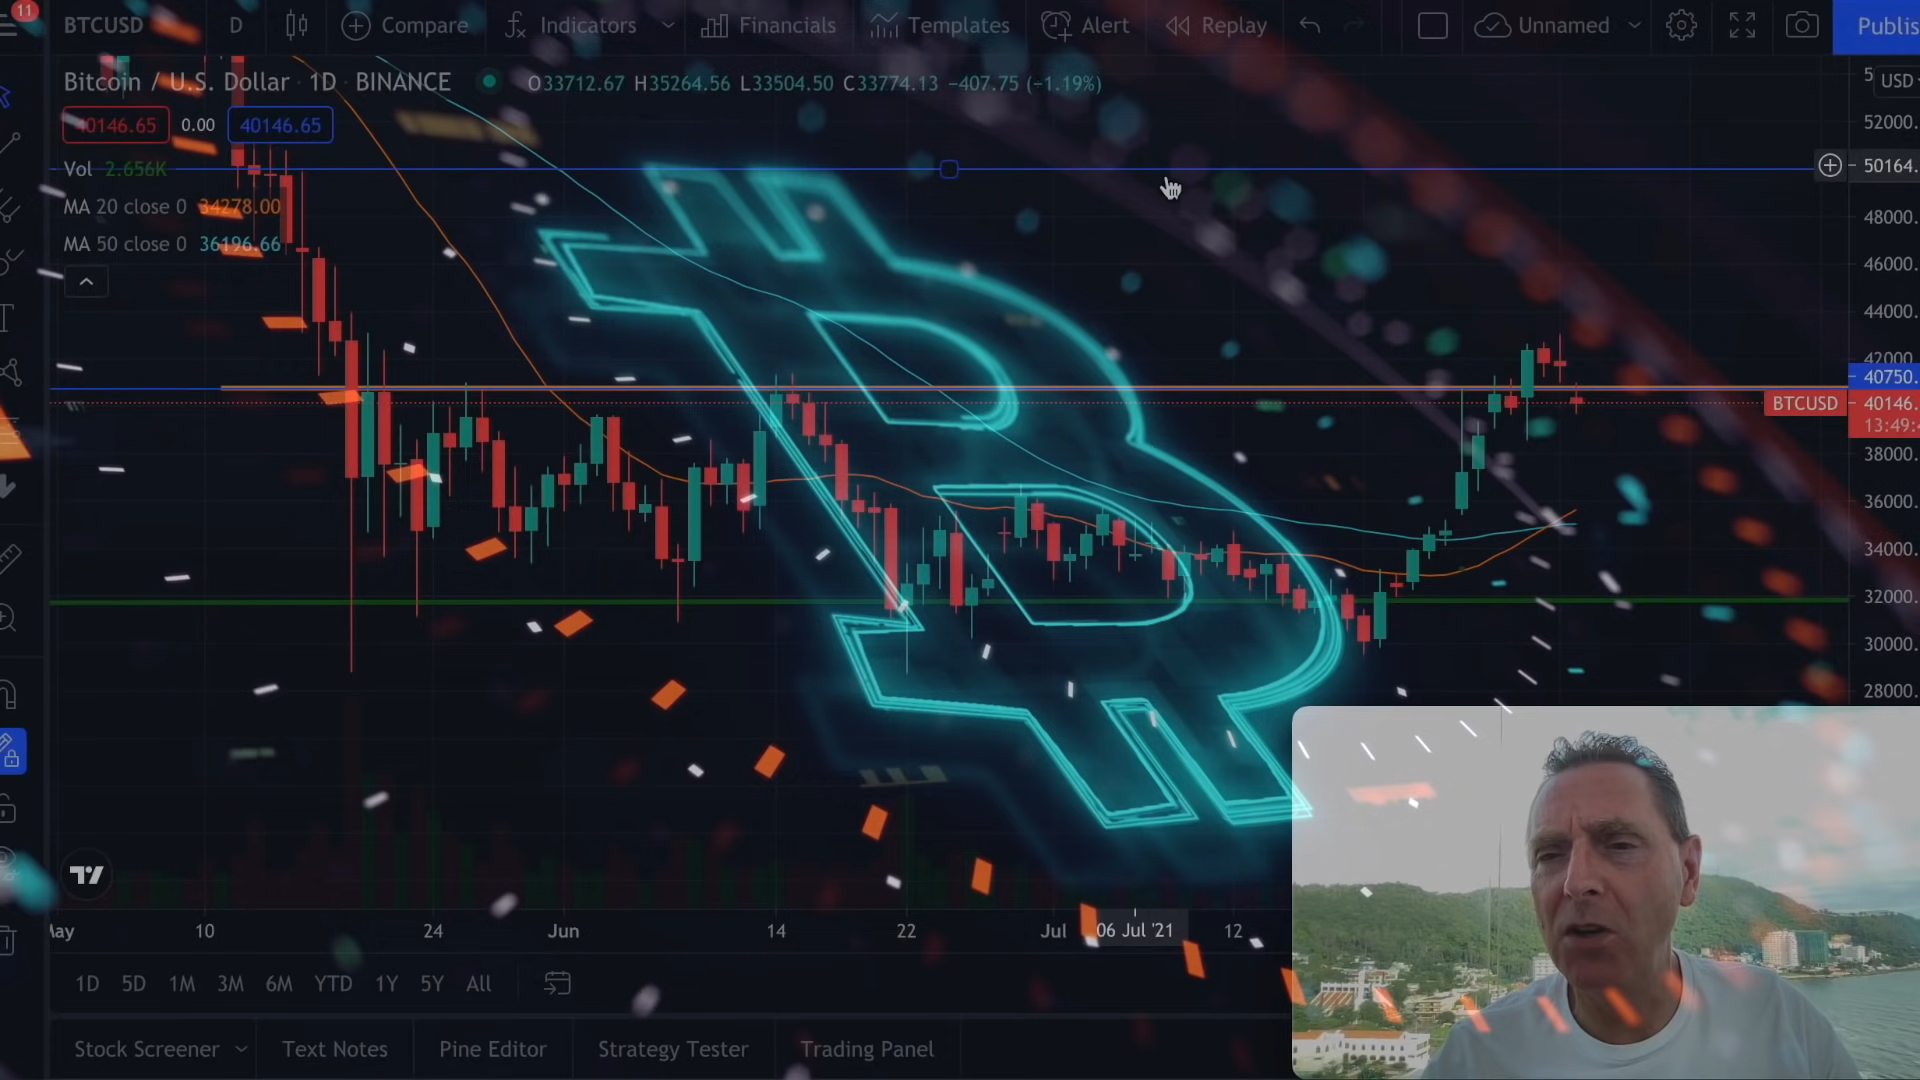 11
BTCUSD D Compare Indicators Financials Templates Alert Replay Unnamed Publis
Bitcoin / U.S. Dollar · 1D · BINANCE O33712.67 H35264.56 L33504.50 C33774.13 −407.75 (−1.19%)
USD
40146.65 0.00 40146.65
52000.
Vol 2.656K
50164.
MA 20 close 0 34278.00
48000.
MA 50 close 0 36196.66
46000.
44000.
42000.
40750.
BTCUSD 40146.
13:49:
38000.
36000.
34000.
32000.
30000.
28000.
May 10 24 Jun 14 22 Jul 06 Jul '21 12
1D 5D 1M 3M 6M YTD 1Y 5Y All
Stock Screener Text Notes Pine Editor Strategy Tester Trading Panel